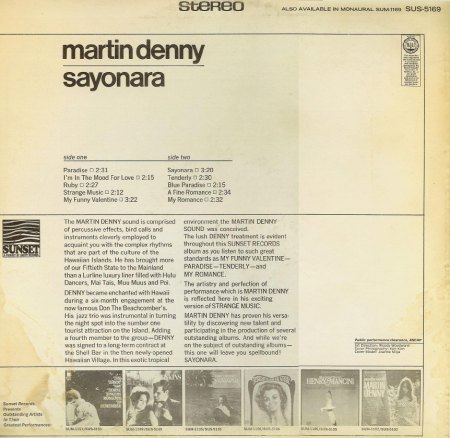 stereo
ALSO AVAILABLE IN MONAURAL SUM-1169 SUS-5169
martin denny
sayonara
side one
Paradise □ 2:31
I'm In The Mood For Love □ 2:15
Ruby □ 2:27
Strange Music □ 2:12
My Funny Valentine □ 3:22
side two
Sayonara □ 3:20
Tenderly □ 2:30
Blue Paradise □ 2:15
A Fine Romance □ 2:34
My Romance □ 2:32
SUNSET
The MARTIN DENNY sound is comprised
of percussive effects, bird calls and
instruments cleverly employed to
acquaint you with the complex rhythms
that are part of the culture of the
Hawaiian Islands. He has brought more
of our Fiftieth State to the Mainland
than a Lurline luxury liner filled with Hulu
Dancers, Mai Tais, Muu Muus and Poi.
DENNY became enchanted with Hawaii
during a six-month engagement at the
now famous Don The Beachcomber's.
His jazz trio was instrumental in turning
the night spot into the number one
tourist attraction on the Island. Adding
a fourth member to the group—DENNY
was signed to a long-term contract at
the Shell Bar in the then newly opened
Hawaiian Village. In this exotic tropical
environment the MARTIN DENNY
SOUND was conceived.
The lush DENNY treatment is evident
throughout this SUNSET RECORDS
album as you listen to such great
standards as MY FUNNY VALENTINE—
PARADISE—TENDERLY—and
MY ROMANCE.
The artistry and perfection of
performance which is MARTIN DENNY
is reflected here in his exciting
version of STRANGE MUSIC.
MARTIN DENNY has proven his versa-
tility by discovering new talent and
participating in the production of several
outstanding albums. And while we're
on the subject of outstanding albums—
this one will leave you spellbound!
SAYONARA.
Public performance clearance, ASCAP
Art Direction: Woody Woodward
Sunset Records
Presents
Outstanding Artists
In Their
Greatest Performances:
HENRY MANCINI
MARTIN
DENNY